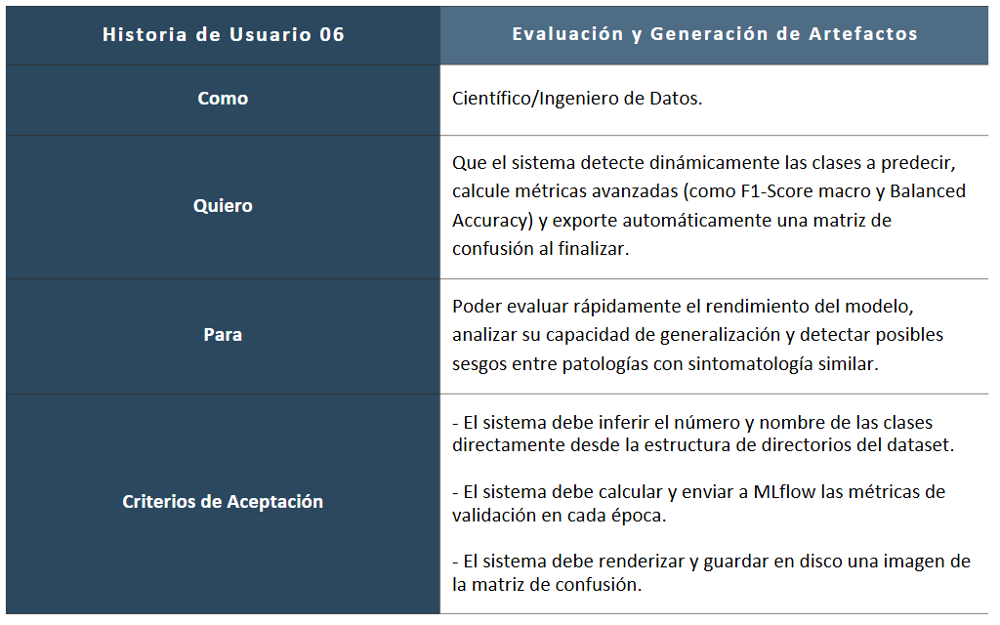 Historia de Usuario 06
Evaluación y Generación de Artefactos
Como
Científico/Ingeniero de Datos.
Quiero
Que el sistema detecte dinámicamente las clases a predecir,
calcule métricas avanzadas (como F1-Score macro y Balanced
Accuracy) y exporte automáticamente una matriz de
confusión al finalizar.
Para
Poder evaluar rápidamente el rendimiento del modelo,
analizar su capacidad de generalización y detectar posibles
sesgos entre patologías con sintomatología similar.
Criterios de Aceptación
- El sistema debe inferir el número y nombre de las clases
directamente desde la estructura de directorios del dataset.
- El sistema debe calcular y enviar a MLflow las métricas de
validación en cada época.
- El sistema debe renderizar y guardar en disco una imagen de
la matriz de confusión.